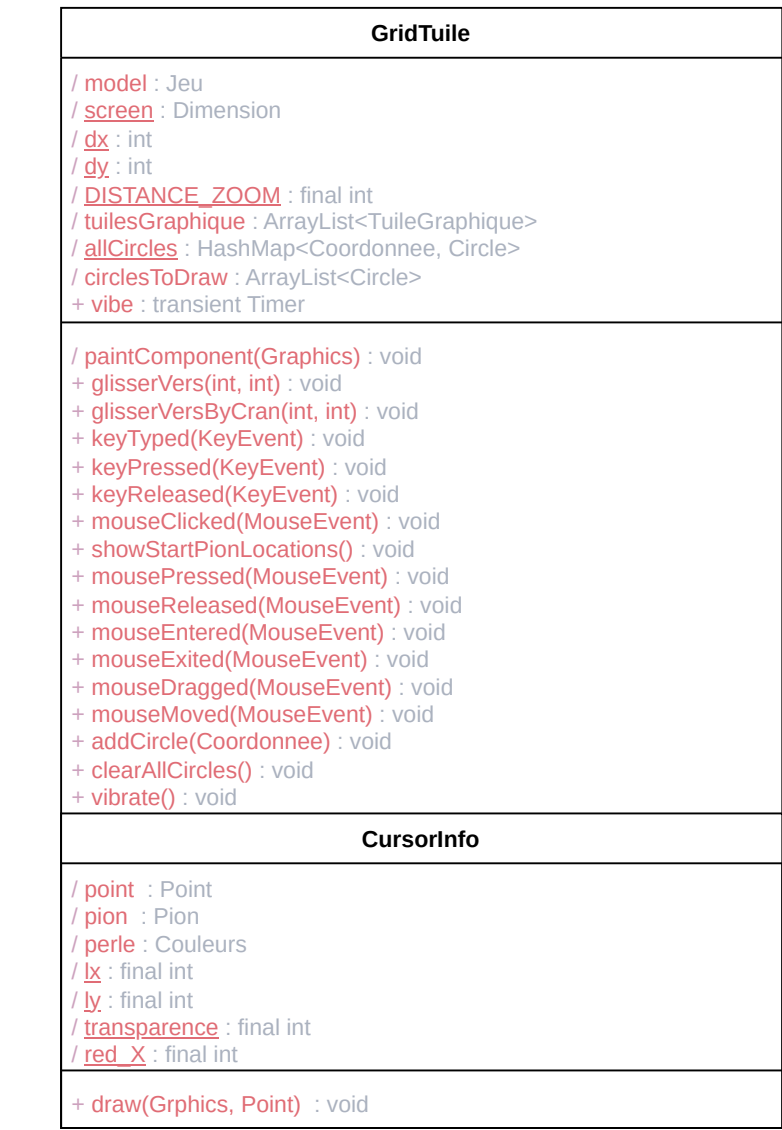 GridTuile
/ model : Jeu
/ screen : Dimension
/ dx : int
/ dy : int
/ DISTANCE_ZOOM : final int
/ tuilesGraphique : ArrayList<TuileGraphique>
/ allCircles : HashMap<Coordonnee, Circle>
/ circlesToDraw : ArrayList<Circle>
+ vibe : transient Timer
/ paintComponent(Graphics) : void
+ glisserVers(int, int) : void
+ glisserVersByCran(int, int) : void
+ keyTyped(KeyEvent) : void
+ keyPressed(KeyEvent) : void
+ keyReleased(KeyEvent) : void
+ mouseClicked(MouseEvent) : void
+ showStartPionLocations() : void
+ mousePressed(MouseEvent) : void
+ mouseReleased(MouseEvent) : void
+ mouseEntered(MouseEvent) : void
+ mouseExited(MouseEvent) : void
+ mouseDragged(MouseEvent) : void
+ mouseMoved(MouseEvent) : void
+ addCircle(Coordonnee) : void
+ clearAllCircles() : void
+ vibrate() : void
CursorInfo
/ point : Point
/ pion : Pion
/ perle : Couleurs
/ lx : final int
/ ly : final int
/ transparence : final int
/ red_X : final int
+ draw(Grphics, Point) : void